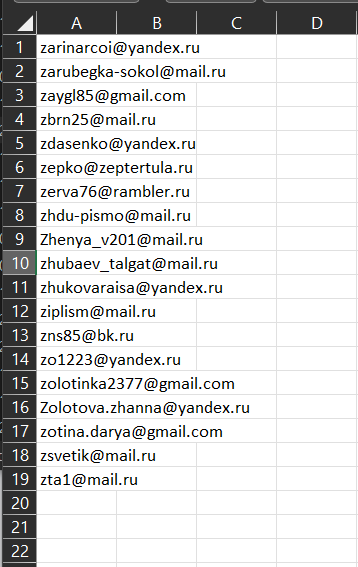 A B C D
1 zarinarcoi@yandex.ru
2 zarubegka-sokol@mail.ru
3 zaygl85@gmail.com
4 zbrn25@mail.ru
5 zdasenko@yandex.ru
6 zepko@zeptertula.ru
7 zerva76@rambler.ru
8 zhdu-pismo@mail.ru
9 Zhenya_v201@mail.ru
10 zhubaev_talgat@mail.ru
11 zhukovaraisa@yandex.ru
12 ziplism@mail.ru
13 zns85@bk.ru
14 zo1223@yandex.ru
15 zolotinka2377@gmail.com
16 Zolotova.zhanna@yandex.ru
17 zotina.darya@gmail.com
18 zsvetik@mail.ru
19 zta1@mail.ru
20
21
22